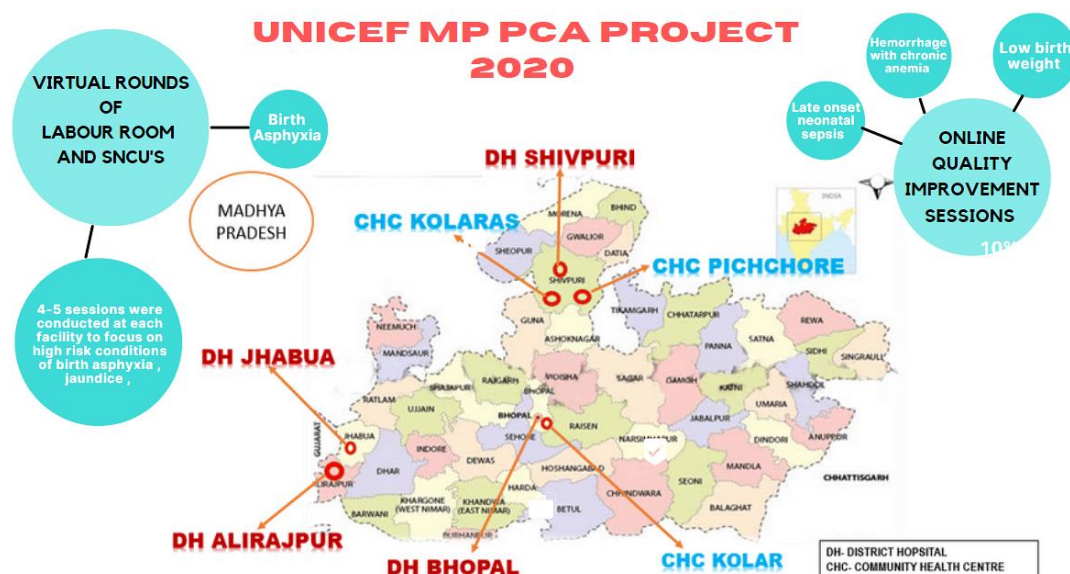 UNICEF MP PCA PROJECT
2020
VIRTUAL ROUNDS
OF
LABOUR ROOM
AND SNCU'S
Birth
Asphyxia
4-5 sessions were
conducted at each
facility to focus on
high risk conditions
of birth asphyxia ,
jaundice ,
Hemorrhage
with chronic
anemia
Low birth
weight
Late onset
neonatal
sepsis
ONLINE
QUALITY
IMPROVEMENT
SESSIONS
10%
MADHYA
PRADESH
DH SHIVPURI
CHC KOLARAS
CHC PICHCHORE
DH JHABUA
DH ALIRAJPUR
DH BHOPAL
CHC KOLAR
INDIA
MORENA
BHIND
GWALIOR
SHEOPUR
DATIA
SHIVPURI
TIKAMGARH
CHHATARPUR
REWA
GUNA
ASHOKNAGAR
PANNA
SATNA
SIDHI
SINGRAULI
NEEMUCH
MANDSAUR
RAJGARH
VIDISHA
SAGAR
DAMOH
KATNI
SHAHDOL
SHAJAPUR
BHOPAL
RATLAM
UJJAIN
BHOPAL
RAISEN
JABALPUR
UMARIA
GUJARAT
JHABUA
INDORE
SEHORE
DINDORI
ANUPPUR
DHAR
DEWAS
HOSHANGABAD
MANDLA
HARDA
CHHINDWARA
SEONI
CHHATTISGARH
BARWANI
KHARGONE
(WEST NIMAR)
KHANDWA
(EAST NIMAR)
BETUL
BALAGHAT
DH- DISTRICT HOPSITAL
CHC- COMMUNITY HEALTH CENTRE